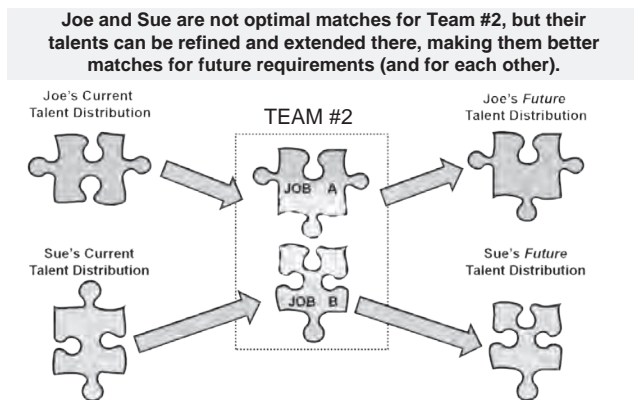 Joe and Sue are not optimal matches for Team #2, but their
talents can be refined and extended there, making them better
matches for future requirements (and for each other).
Joe's Current
Talent Distribution
TEAM #2
Joe's Future
Talent Distribution
JOB A
Sue's Current
Talent Distribution
JOB B
Sue's Future
Talent Distribution